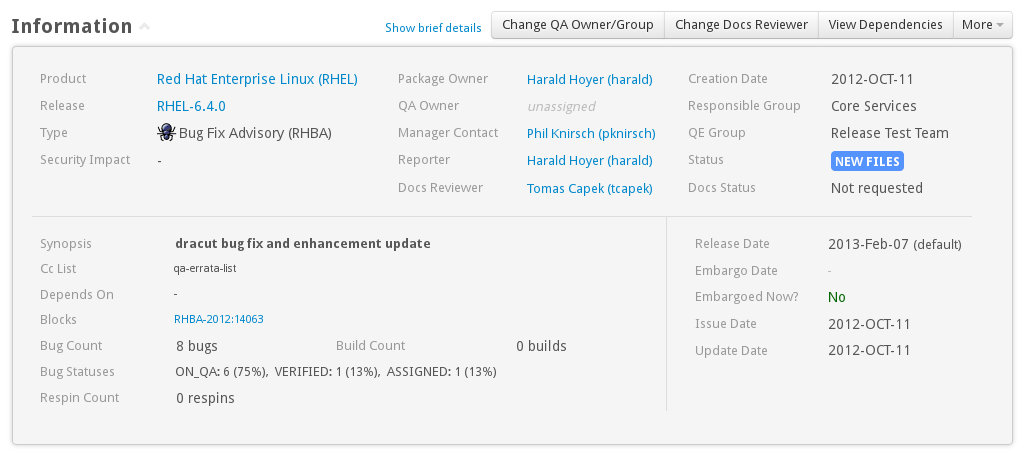 Information
Show brief details
Change QA Owner/Group
Change Docs Reviewer
View Dependencies
More
Product Red Hat Enterprise Linux (RHEL)
Release RHEL-6.4.0
Type Bug Fix Advisory (RHBA)
Security Impact -
Package Owner Harald Hoyer (harald)
QA Owner unassigned
Manager Contact Phil Knirsch (pknirsch)
Reporter Harald Hoyer (harald)
Docs Reviewer Tomas Capek (tcapek)
Creation Date 2012-OCT-11
Responsible Group Core Services
QE Group Release Test Team
Status NEW FILES
Docs Status Not requested
Synopsis dracut bug fix and enhancement update
Cc List qa-errata-list
Depends On -
Blocks RHBA-2012:14063
Bug Count 8 bugs Build Count 0 builds
Bug Statuses ON_QA: 6 (75%), VERIFIED: 1 (13%), ASSIGNED: 1 (13%)
Respin Count 0 respins
Release Date 2013-Feb-07 (default)
Embargo Date -
Embargoed Now? No
Issue Date 2012-OCT-11
Update Date 2012-OCT-11